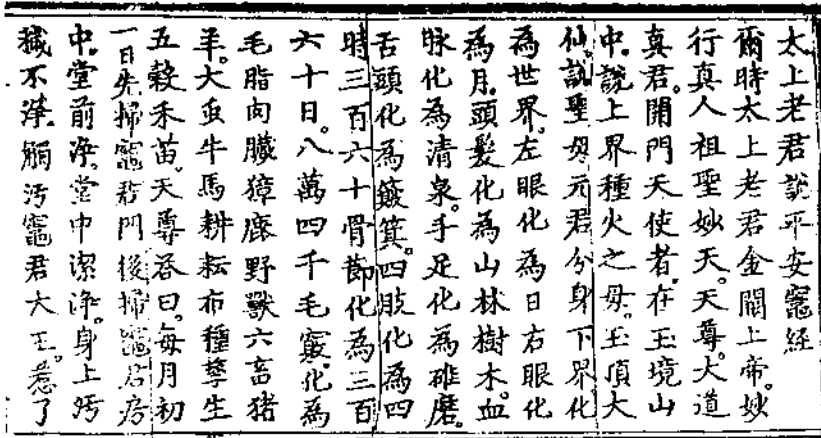 太上老君說平安竈經
爾時太上老君金闕上帝。妙
行真人祖聖妙天。天尊。大道
真君。開門天使者。在玉境山
中。說上界種火之母。王頂大
仙。說聖母元君分身下界化
為世界。左眼化為日右眼化
為月。頭髮化為山林樹木。血
脉化為清泉。手足化為碓磨。
舌頭化為簸箕。四肢化為四
時三百六十骨節化為三百
六十日。八萬四千毛竅。化為
毛脂肉臟獐鹿野獸六畜猪
羊。大虫牛馬耕耘布種孳生
五穀禾苗。天尊答曰。每月初
一日先掃竈君門後掃竈君房
中。堂前淨。堂中潔淨。身上污
穢不淨。觸污竈君大王。惹了